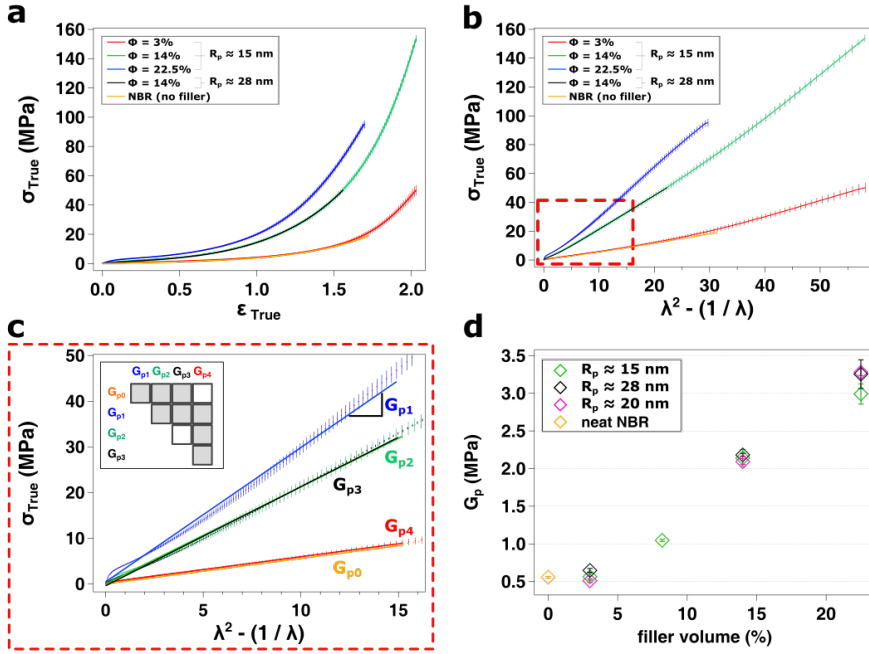 a
160
140
120
100
80
60
40
20
0
σTrue (MPa)
Φ = 3%
Φ = 14%
Φ = 22.5%
Φ = 14%
NBR (no filler)
Rp ≈ 15 nm
Rp ≈ 28 nm
0.0 0.5 1.0 1.5 2.0
ε True
b
160
140
120
100
80
60
40
20
0
σTrue (MPa)
Φ = 3%
Φ = 14%
Φ = 22.5%
Φ = 14%
NBR (no filler)
Rp ≈ 15 nm
Rp ≈ 28 nm
0 10 20 30 40 50
λ² - (1 / λ)
c
50
40
30
20
10
0
σTrue (MPa)
Gp1 Gp2 Gp3 Gp4
Gp0
Gp1
Gp2
Gp3
Gp1
Gp2
Gp3
Gp4
Gp0
0 5 10 15
λ² - (1 / λ)
d
3.5
3.0
2.5
2.0
1.5
1.0
0.5
Gp (MPa)
Rp ≈ 15 nm
Rp ≈ 28 nm
Rp ≈ 20 nm
neat NBR
0 5 10 15 20
filler volume (%)